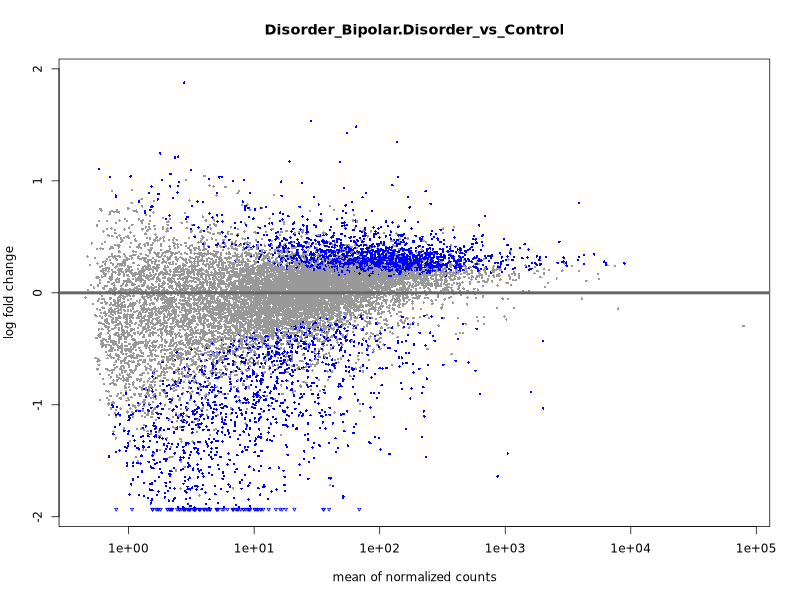 Disorder_Bipolar.Disorder_vs_Control
2
1
0
-1
-2
log fold change
1e+00 1e+01 1e+02 1e+03 1e+04 1e+05
mean of normalized counts